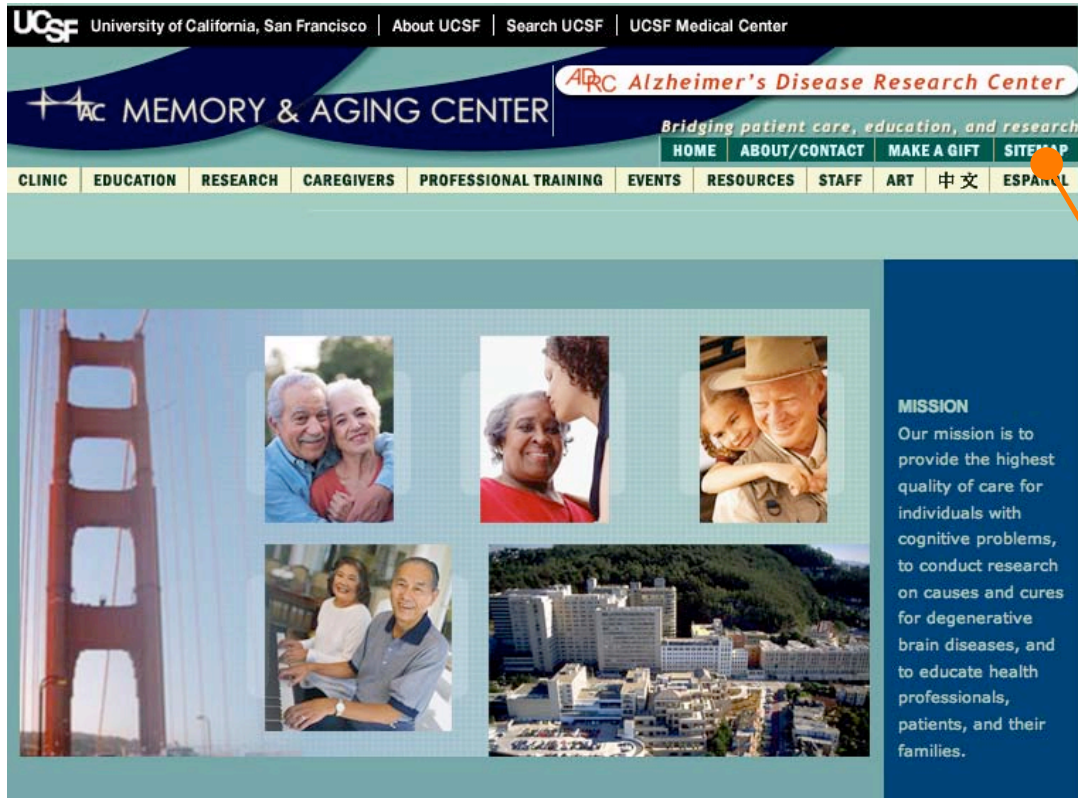 UCSF University of California, San Francisco | About UCSF | Search UCSF | UCSF Medical Center
ADRC Alzheimer's Disease Research Center
MAC MEMORY & AGING CENTER
Bridging patient care, education, and research
HOME ABOUT/CONTACT MAKE A GIFT SITEMAP
CLINIC EDUCATION RESEARCH CAREGIVERS PROFESSIONAL TRAINING EVENTS RESOURCES STAFF ART 中文 ESPANOL
MISSION
Our mission is to
provide the highest
quality of care for
individuals with
cognitive problems,
to conduct research
on causes and cures
for degenerative
brain diseases, and
to educate health
professionals,
patients, and their
families.